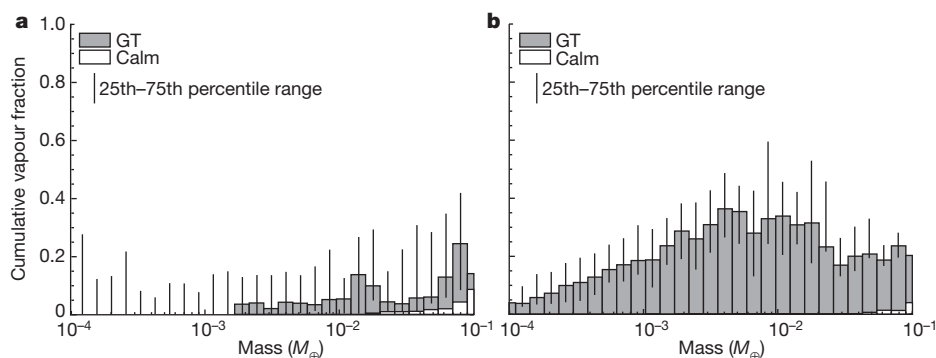 a
1.0
0.8
0.6
0.4
0.2
0
Cumulative vapour fraction
GT
Calm
25th–75th percentile range
10⁻⁴
10⁻³
10⁻²
10⁻¹
Mass (M⊕)
b
GT
Calm
25th–75th percentile range
10⁻⁴
10⁻³
10⁻²
10⁻¹
Mass (M⊕)